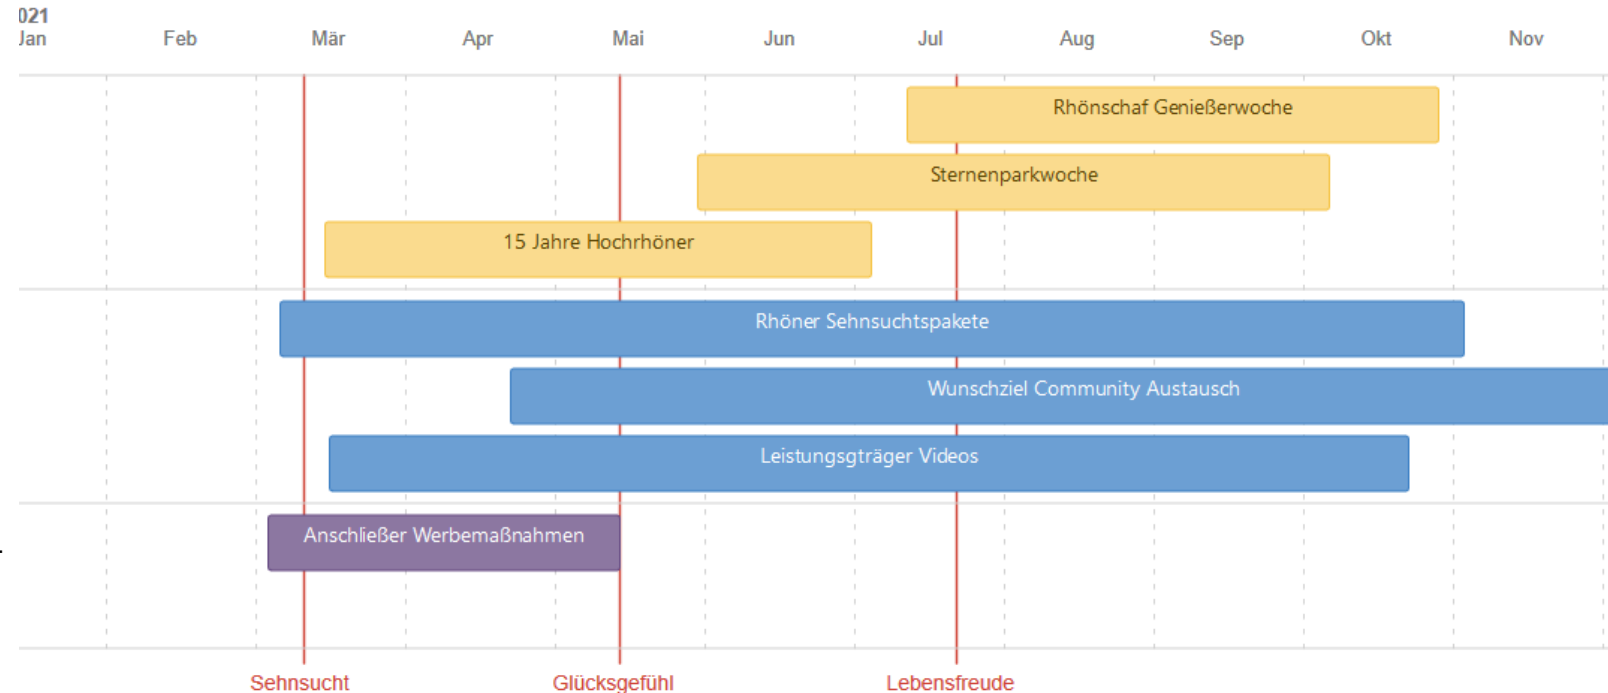 021
Jan Feb Mär Apr Mai Jun Jul Aug Sep Okt Nov
Rhönschaf Genießerwoche
Sternenparkwoche
15 Jahre Hochrhöner
Rhöner Sehnsuchtspakete
Wunschziel Community Austausch
Leistungsgträger Videos
Anschließer Werbemaßnahmen
Sehnsucht Glücksgefühl Lebensfreude